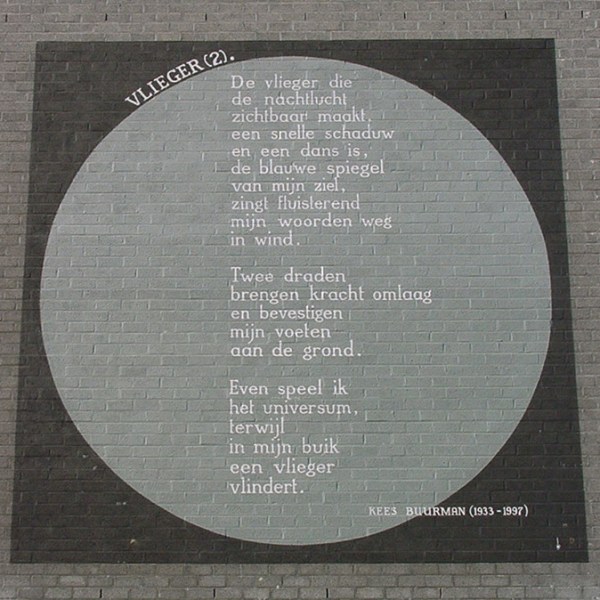 VLIEGER (2).
De vlieger die
de nachtlucht
zichtbaar maakt,
een snelle schaduw
en een dans is,
de blauwe spiegel
van mijn ziel,
zingt fluisterend
mijn woorden weg
in wind.
Twee draden
brengen kracht omlaag
en bevestigen
mijn voeten
aan de grond.
Even speel ik
het universum,
terwijl
in mijn buik
een vlieger
vlindert.
KEES BUURMAN (1933-1997)